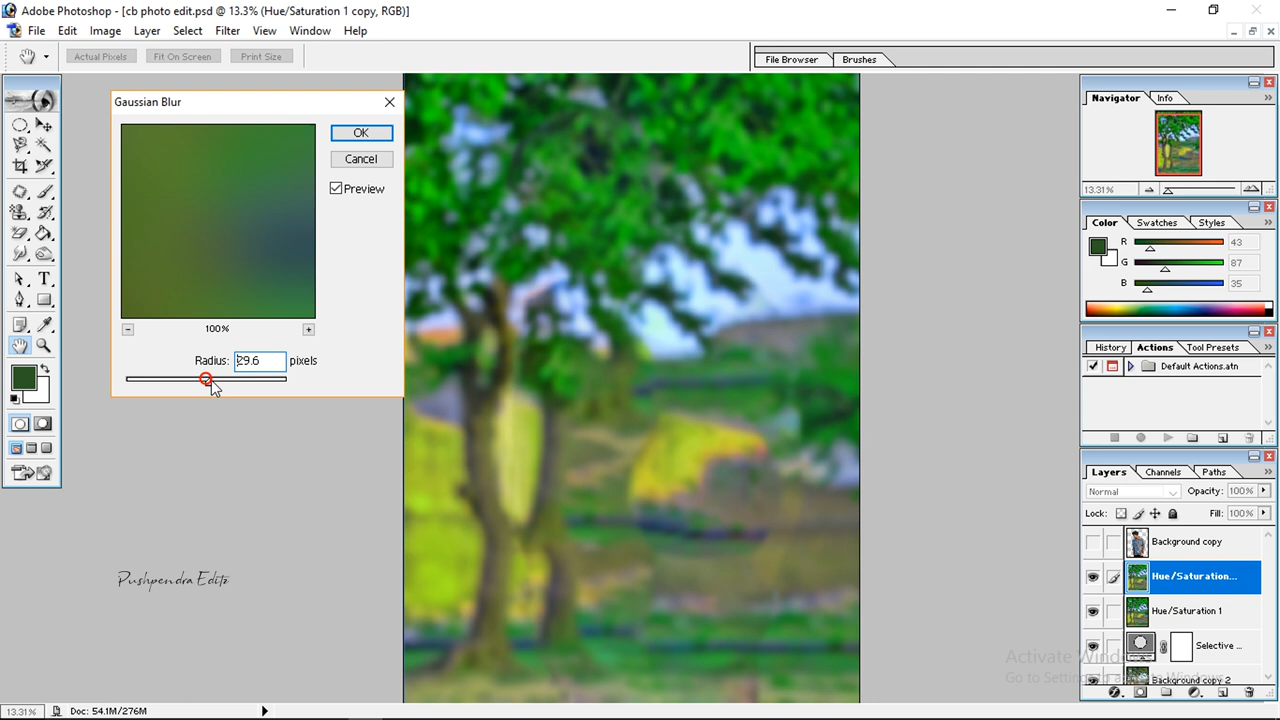 Adobe Photoshop - [cb photo edit.psd @ 13.3% (Hue/Saturation 1 copy, RGB)]
File Edit Image Layer Select Filter View Window Help
Actual Pixels Fit On Screen Print Size
File Browser Brushes
Gaussian Blur
OK
Cancel
Preview
100%
Radius: 29.6 pixels
Pushpendra Editz
Navigator Info
13.31%
Color Swatches Styles
R 43
G 87
B 35
History Actions Tool Presets
Default Actions.atn
Layers Channels Paths
Normal Opacity: 100%
Lock: Fill: 100%
Background copy
Hue/Saturation...
Hue/Saturation 1
Selective ...
Background copy 2
Activate Windows
Go to Settings to activate Windows.
13.31% Doc: 54.1M/276M